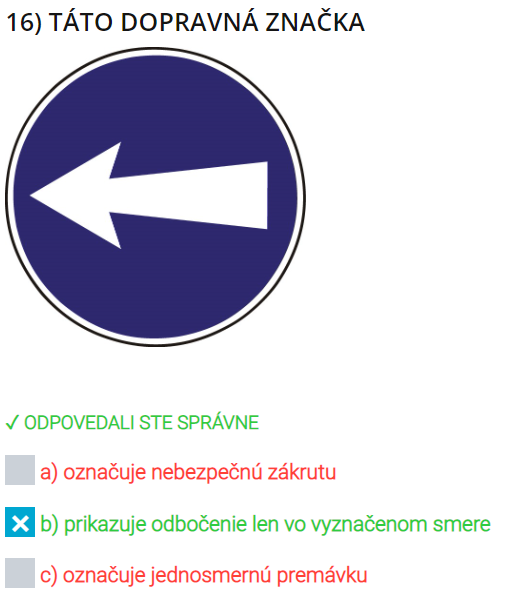 16) TÁTO DOPRAVNÁ ZNAČKA
✓ ODPOVEDALI STE SPRÁVNE
a) označuje nebezpečnú zákrutu
b) prikazuje odbočenie len vo vyznačenom smere
c) označuje jednosmernú premávku